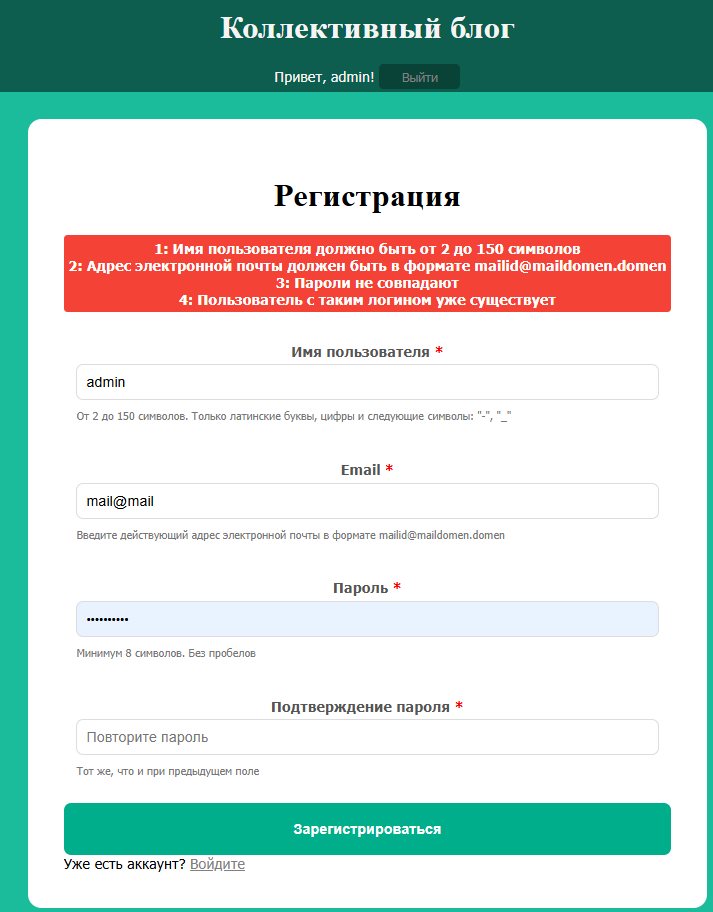 Коллективный блог
Привет, admin! Выйти
Регистрация
1: Имя пользователя должно быть от 2 до 150 символов
2: Адрес электронной почты должен быть в формате mailid@maildomen.domen
3: Пароли не совпадают
4: Пользователь с таким логином уже существует
Имя пользователя *
admin
От 2 до 150 символов. Только латинские буквы, цифры и следующие символы: "-", "_"
Email *
mail@mail
Введите действующий адрес электронной почты в формате mailid@maildomen.domen
Пароль *
••••••••••
Минимум 8 символов. Без пробелов
Подтверждение пароля *
Повторите пароль
Тот же, что и при предыдущем поле
Зарегистрироваться
Уже есть аккаунт? Войдите